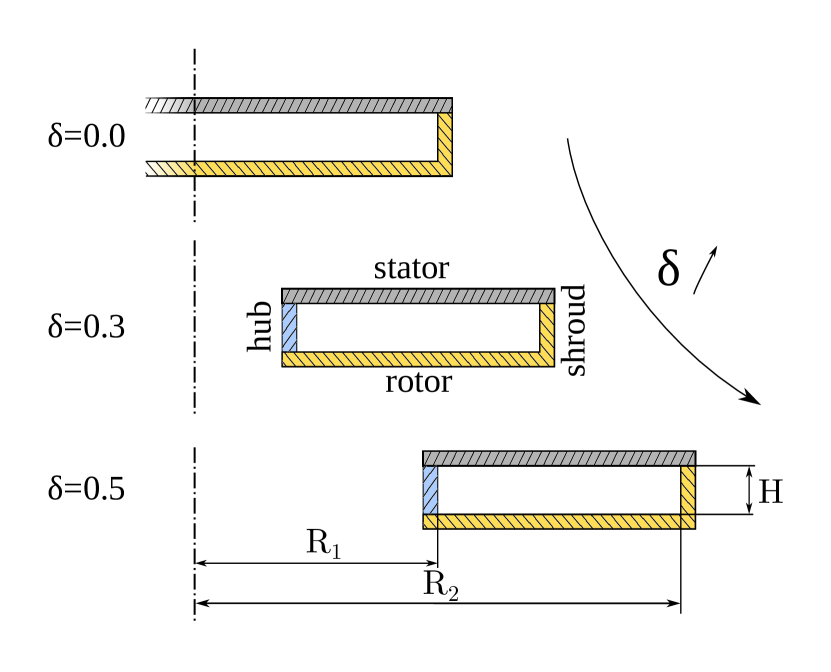 δ=0.0
stator
δ
hub
shroud
δ=0.3
rotor
δ=0.5
H
R₁
R₂